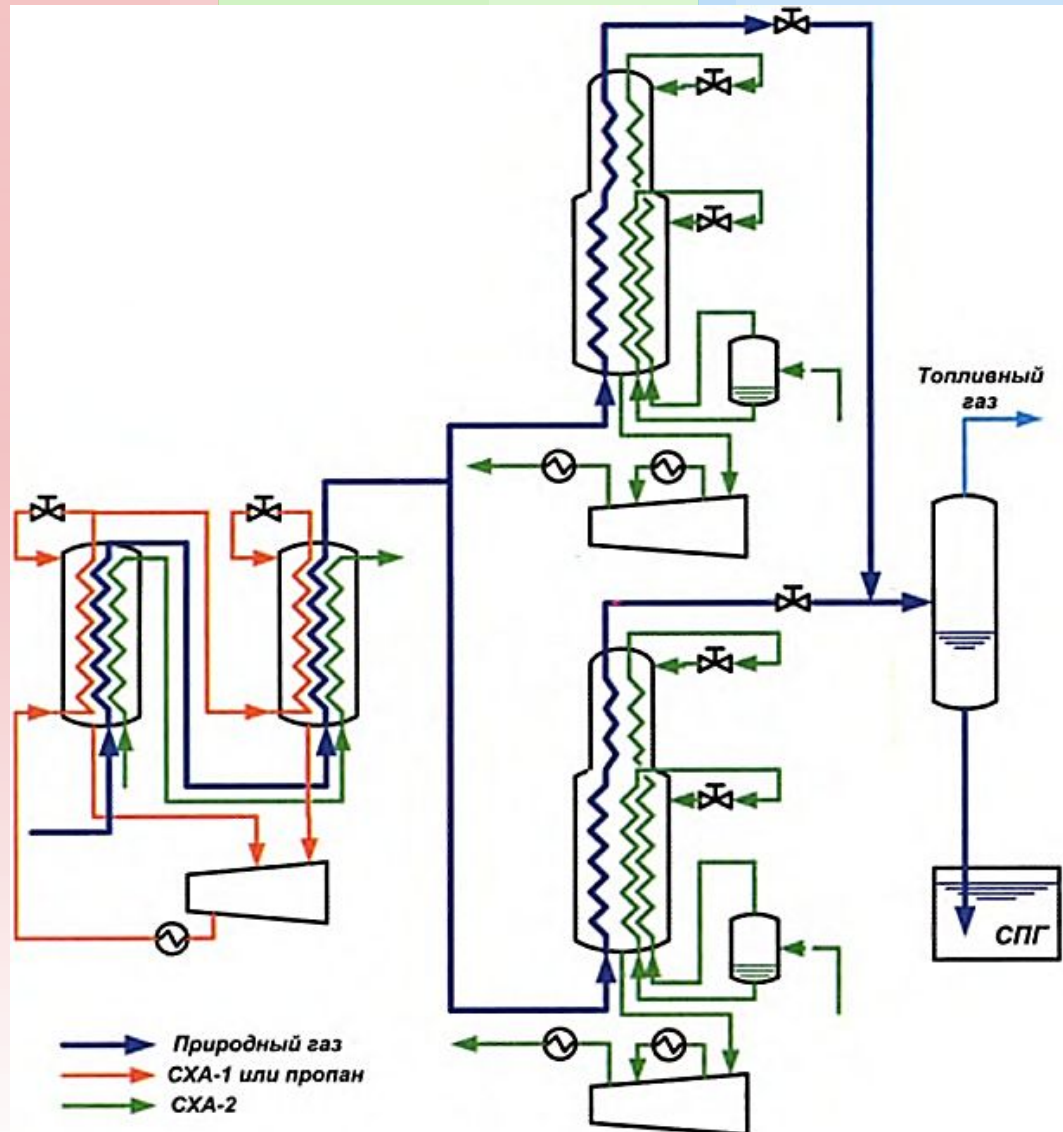 Топливный
газ
СПГ
Природный газ
СХА-1 или пропан
СХА-2